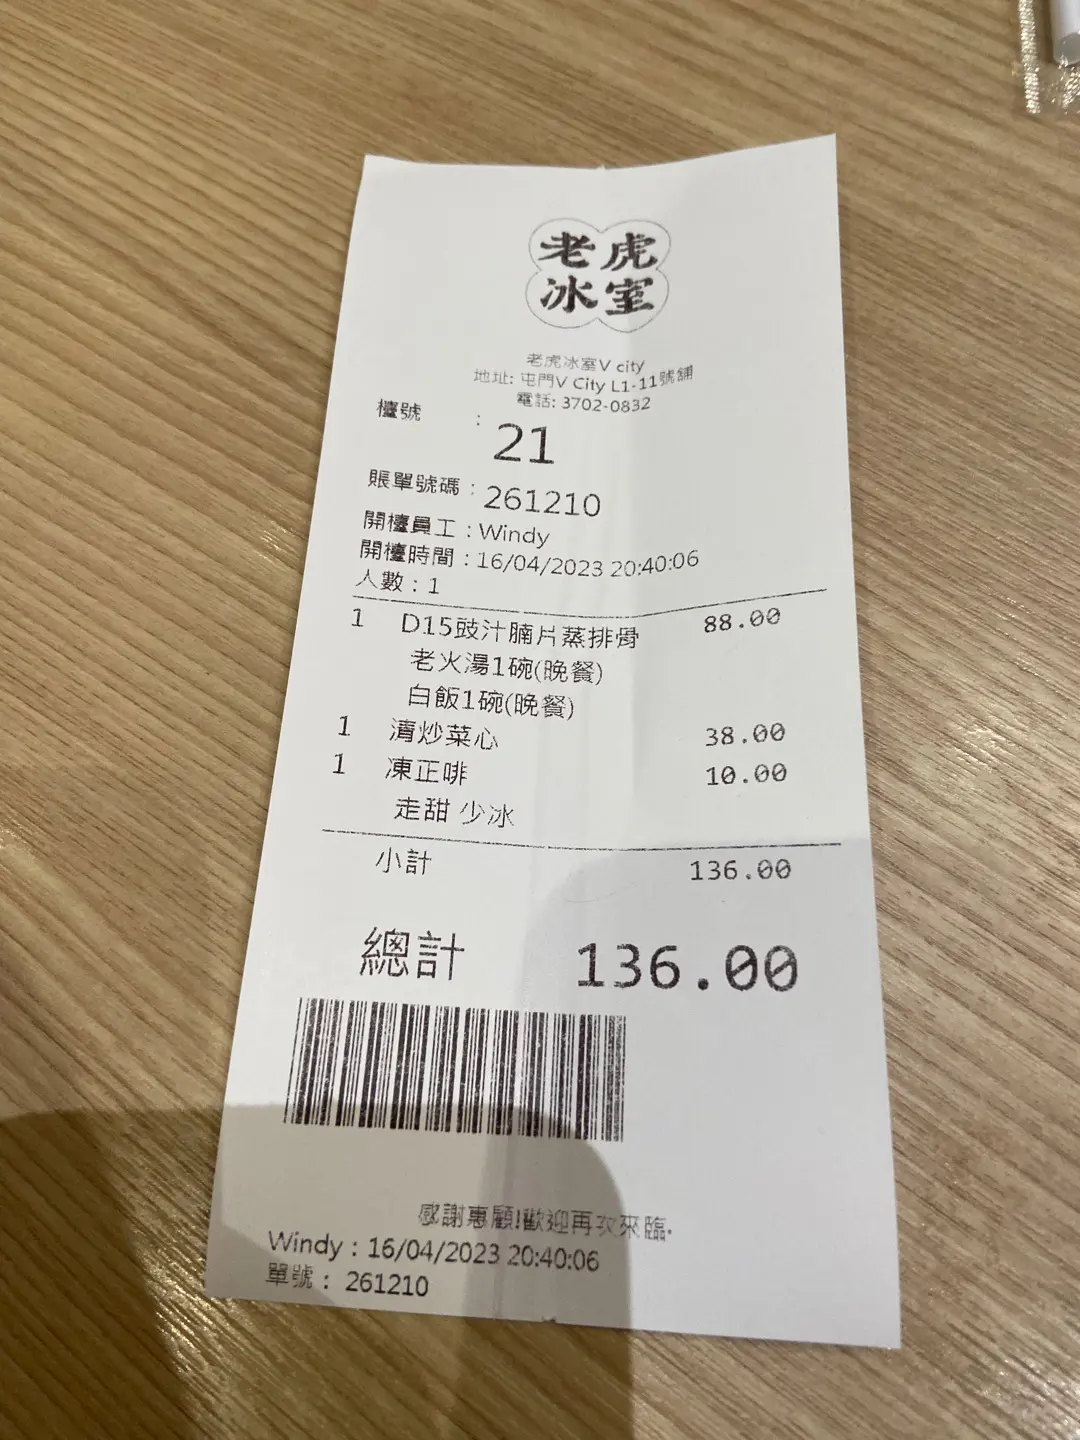 老虎
冰室
老虎冰室V city
地址: 屯門V City L1-11號舖
電話: 3702-0832
檯號 : 21
賬單號碼 : 261210
開檯員工 : Windy
開檯時間 : 16/04/2023 20:40:06
人數 : 1
1 D15豉汁腩片蒸排骨 88.00
老火湯1碗(晚餐)
白飯1碗(晚餐)
1 清炒菜心 38.00
1 凍正啡 10.00
走甜 少冰
小計 136.00
總計 136.00
感謝惠顧!歡迎再次來臨.
Windy : 16/04/2023 20:40:06
單號 : 261210